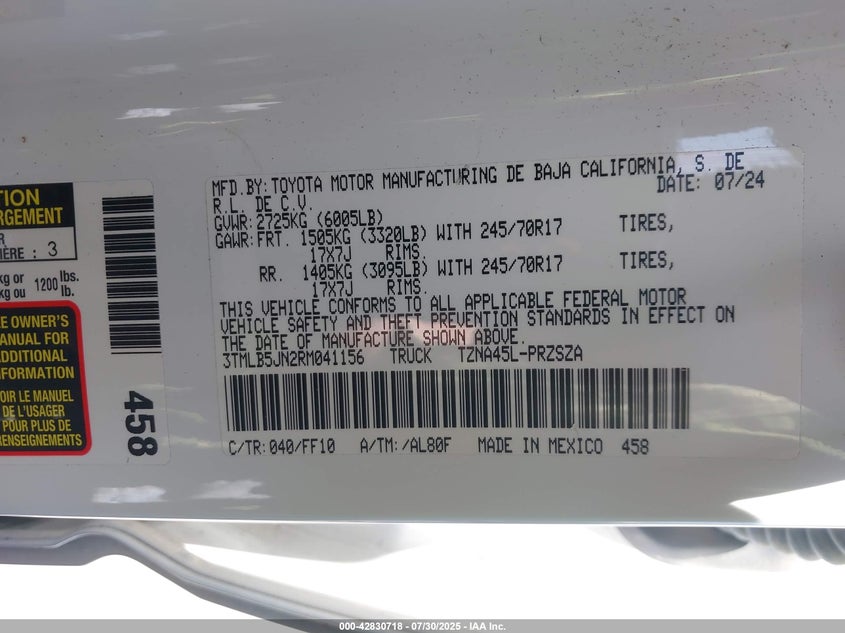 TION
RGEMENT
R
IÈRE : 3
kg or 1200 lbs.
kg ou lb.
E OWNER'S
MANUAL FOR
ADDITIONAL
INFORMATION
OIR LE MANUEL
DE L'USAGER
POUR PLUS DE
RENSEIGNEMENTS
458
MFD.BY:TOYOTA MOTOR MANUFACTURING DE BAJA CALIFORNIA, S. DE
R.L. DE C.V. DATE: 07/24
GVWR:2725KG (6005LB)
GAWR:FRT. 1505KG (3320LB) WITH 245/70R17 TIRES,
17X7J RIMS.
RR. 1405KG (3095LB) WITH 245/70R17 TIRES,
17X7J RIMS.
THIS VEHICLE CONFORMS TO ALL APPLICABLE FEDERAL MOTOR
VEHICLE SAFETY AND THEFT PREVENTION STANDARDS IN EFFECT ON
THE DATE OF MANUFACTURE SHOWN ABOVE.
3TMLB5JN2RM041156 TRUCK TZNA45L-PRZSZA
C/TR:040/FF10 A/TM:/AL80F MADE IN MEXICO 458
000-42830718 - 07/30/2025 - IAA Inc.